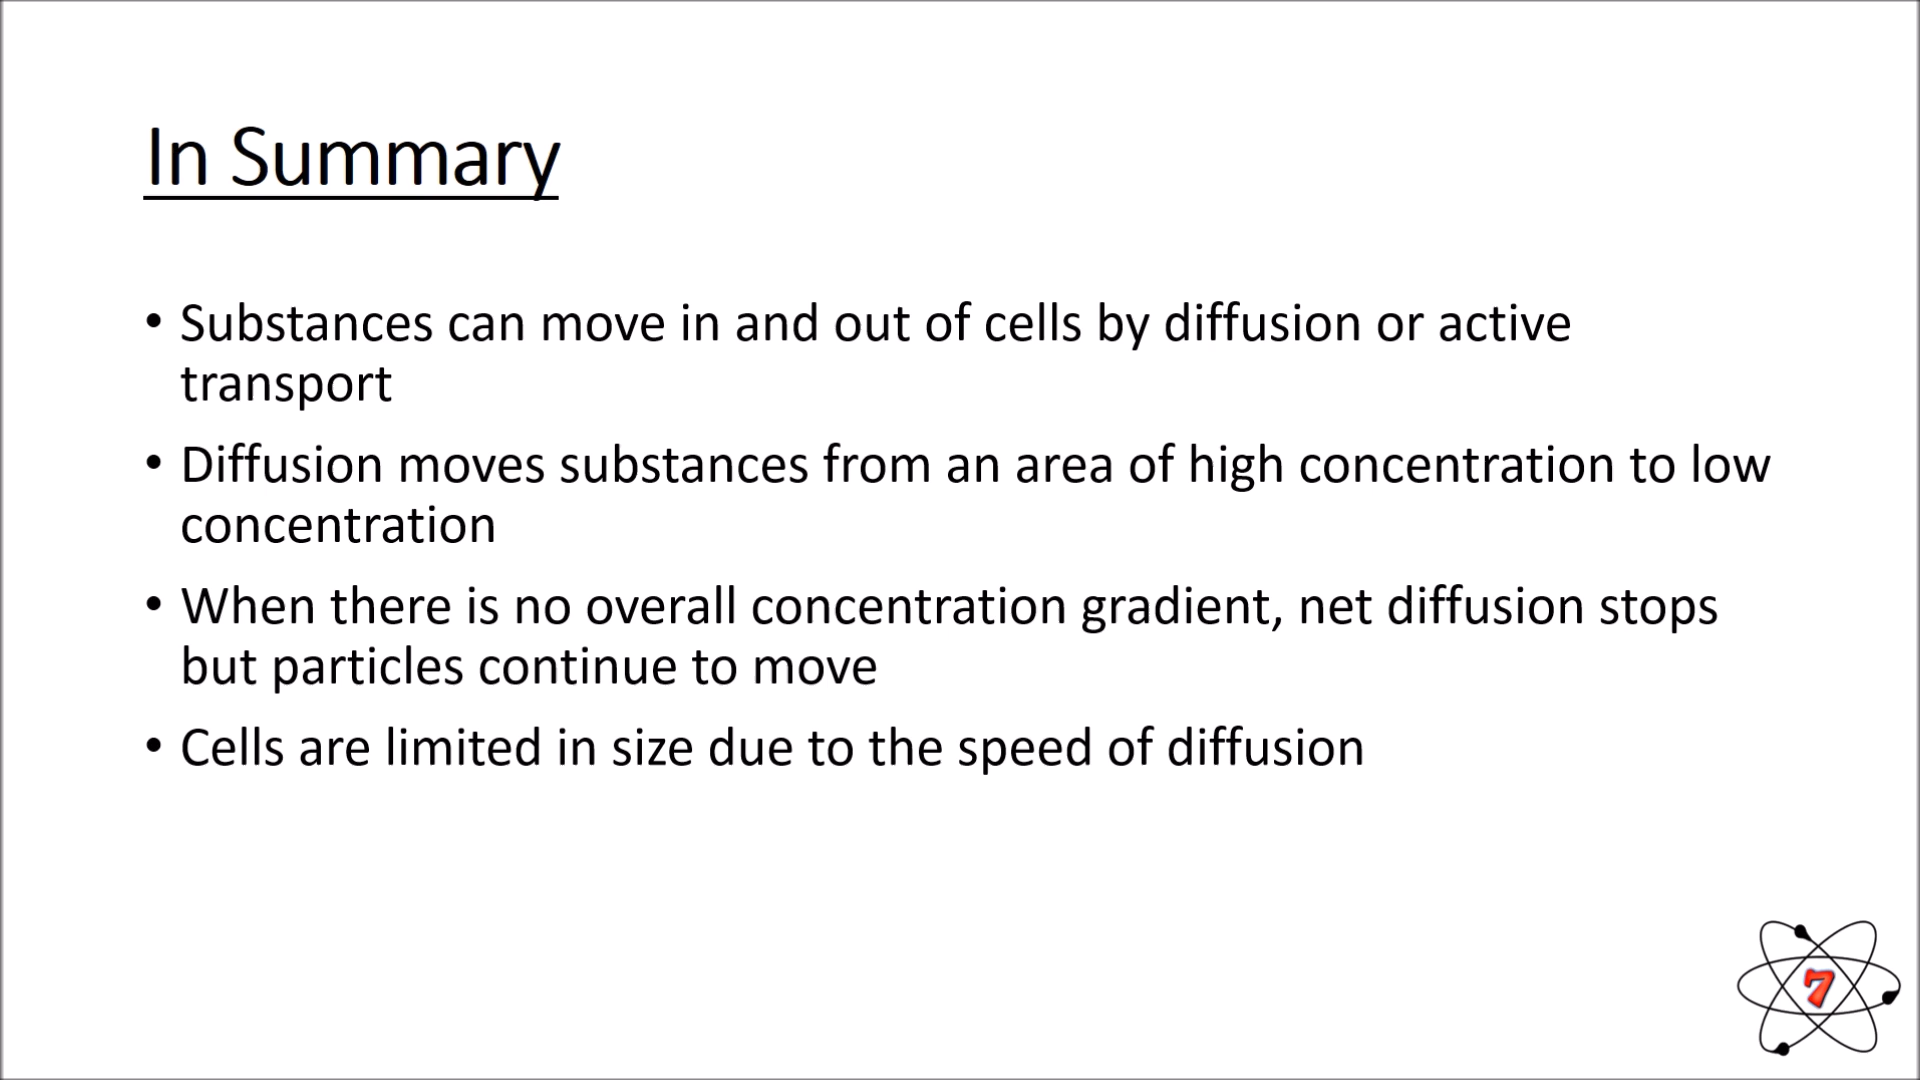 In Summary
• Substances can move in and out of cells by diffusion or active
transport
• Diffusion moves substances from an area of high concentration to low
concentration
• When there is no overall concentration gradient, net diffusion stops
but particles continue to move
• Cells are limited in size due to the speed of diffusion
7